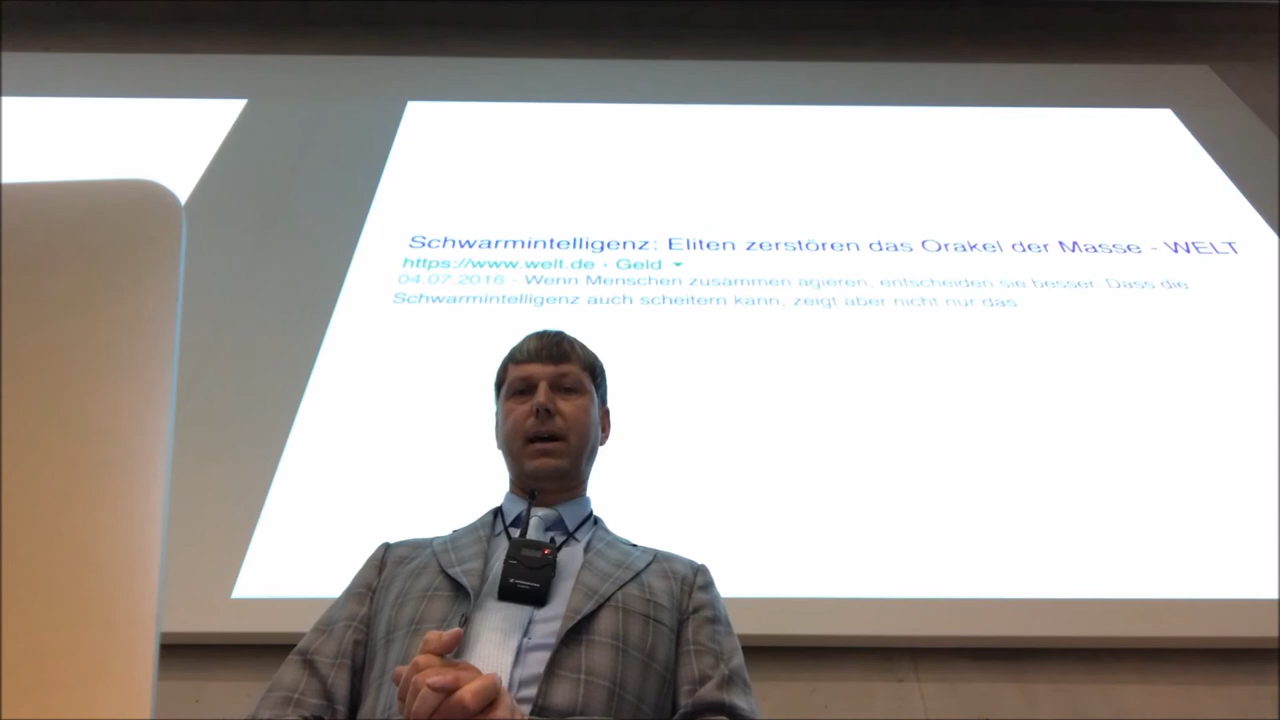 Schwarmintelligenz: Eliten zerstören das Orakel der Masse - WELT
https://www.welt.de › Geld
04.07.2016 - Wenn Menschen zusammen agieren, entscheiden sie besser. Dass die
Schwarmintelligenz auch scheitern kann, zeigt aber nicht nur das